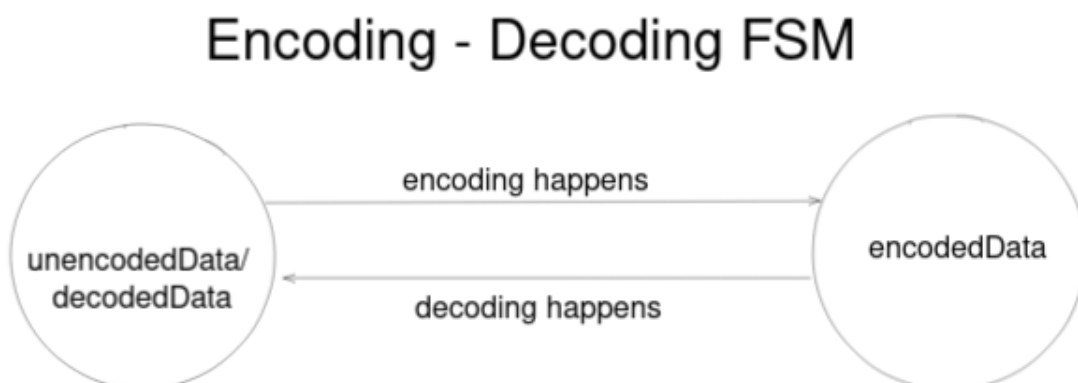 Encoding - Decoding FSM
encoding happens
unencodedData/
decodedData
encodedData
decoding happens